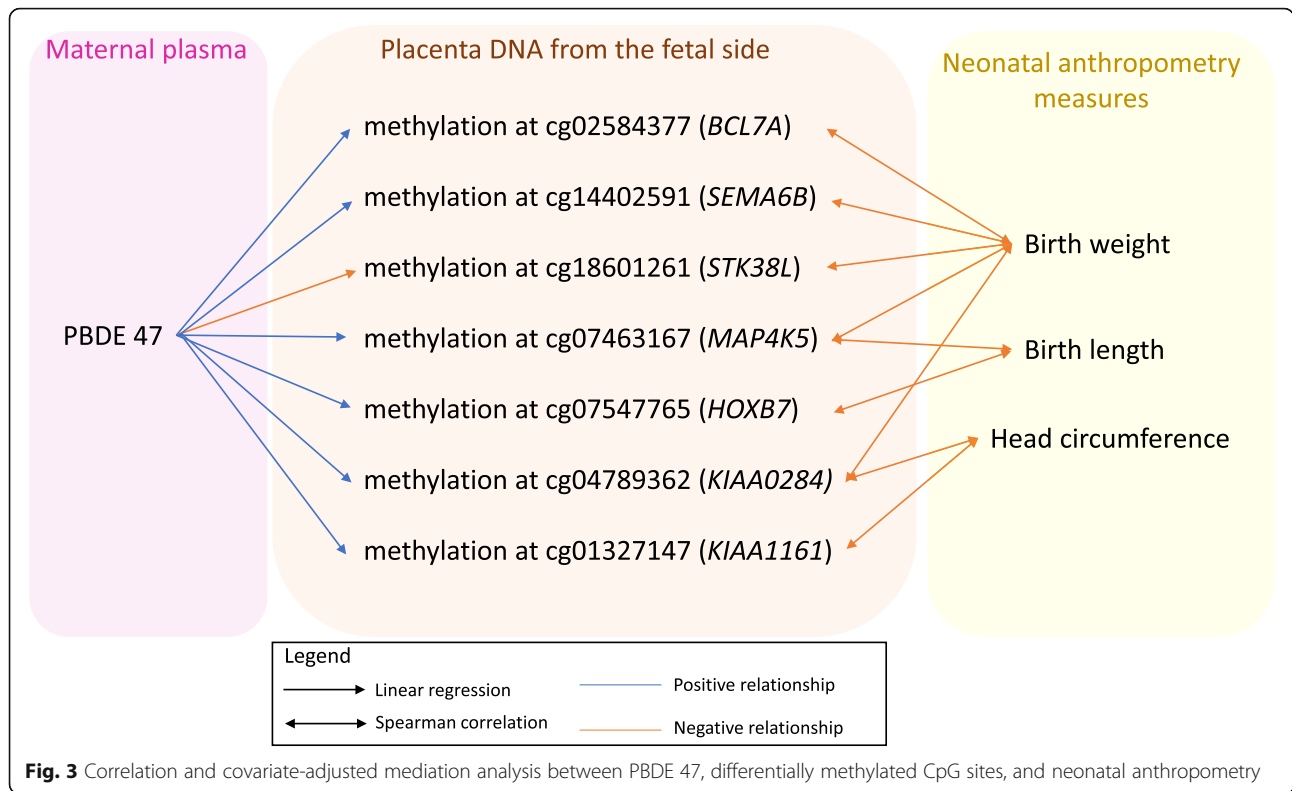 Maternal plasma
Placenta DNA from the fetal side
Neonatal anthropometry
measures
methylation at cg02584377 (BCL7A)
methylation at cg14402591 (SEMA6B)
methylation at cg18601261 (STK38L)
methylation at cg07463167 (MAP4K5)
methylation at cg07547765 (HOXB7)
methylation at cg04789362 (KIAA0284)
methylation at cg01327147 (KIAA1161)
PBDE 47
Birth weight
Birth length
Head circumference
Legend
Linear regression
Spearman correlation
Positive relationship
Negative relationship
Fig. 3 Correlation and covariate-adjusted mediation analysis between PBDE 47, differentially methylated CpG sites, and neonatal anthropometry